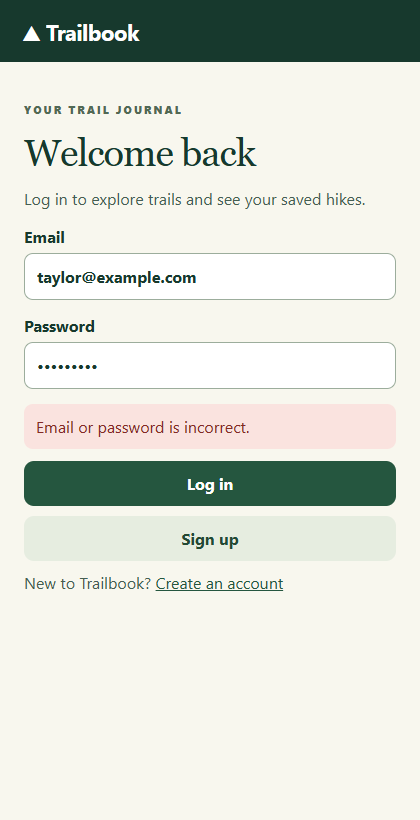 ▲ Trailbook
YOUR TRAIL JOURNAL
Welcome back
Log in to explore trails and see your saved hikes.
Email
taylor@example.com
Password
•••••••••
Email or password is incorrect.
Log in
Sign up
New to Trailbook? Create an account